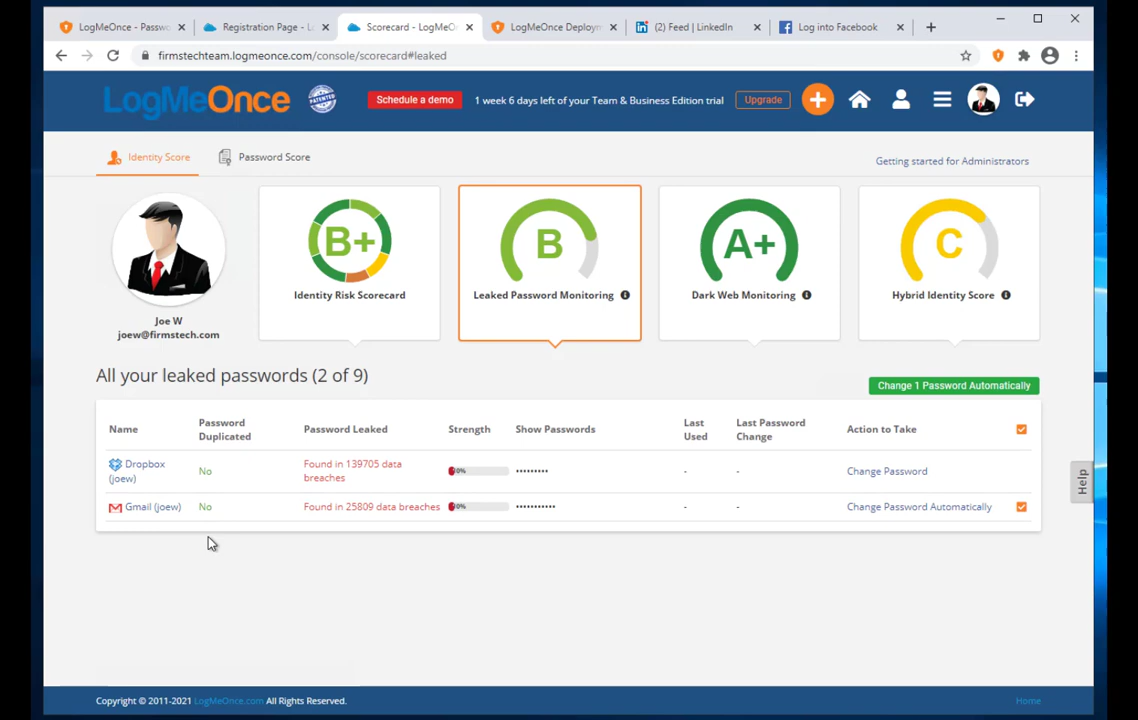 LogMeOnce - Passwo
Registration Page - Lo
Scorecard - LogMeOn
LogMeOnce Deploym
(2) Feed | LinkedIn
Log into Facebook
firmstechteam.logmeonce.com/console/scorecard#leaked
LogMeOnce
PATENTED
Schedule a demo
1 week 6 days left of your Team & Business Edition trial
Upgrade
Identity Score
Password Score
Getting started for Administrators
B+
B
A+
C
Identity Risk Scorecard
Leaked Password Monitoring
Dark Web Monitoring
Hybrid Identity Score
Joe W
joew@firmstech.com
All your leaked passwords (2 of 9)
Change 1 Password Automatically
Name
Password
Duplicated
Password Leaked
Strength
Show Passwords
Last
Used
Last Password
Change
Action to Take
Dropbox
(joew)
No
Found in 139705 data
breaches
0%
•••••••••
-
-
Change Password
Gmail (joew)
No
Found in 25809 data breaches
0%
•••••••••••
-
-
Change Password Automatically
Help
Copyright © 2011-2021 LogMeOnce.com All Rights Reserved.
Home